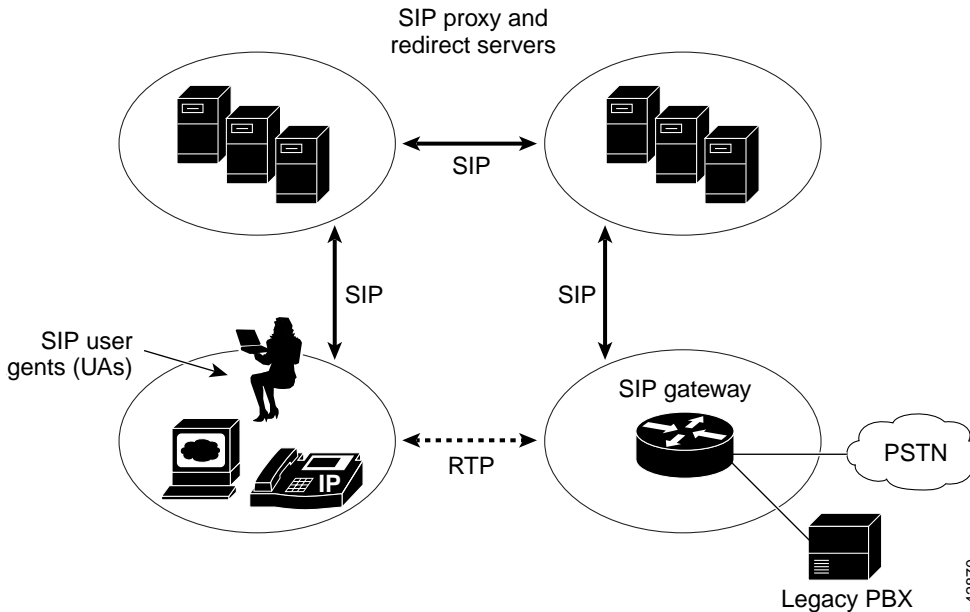 SIP proxy and
redirect servers
SIP
SIP
SIP
SIP user
gents (UAs)
SIP gateway
IP
RTP
PSTN
Legacy PBX